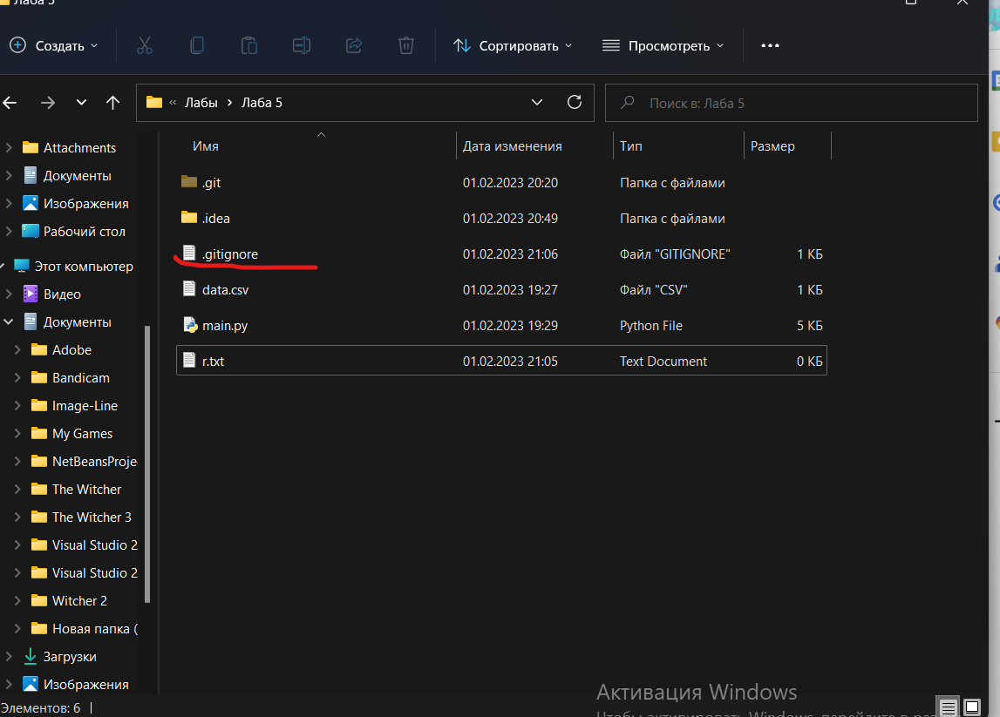 Лаба 5
Создать
Сортировать
Просмотреть
« Лабы > Лаба 5
Поиск в: Лаба 5
Имя Дата изменения Тип Размер
.git 01.02.2023 20:20 Папка с файлами
.idea 01.02.2023 20:49 Папка с файлами
.gitignore 01.02.2023 21:06 Файл "GITIGNORE" 1 КБ
data.csv 01.02.2023 19:27 Файл "CSV" 1 КБ
main.py 01.02.2023 19:29 Python File 5 КБ
r.txt 01.02.2023 21:05 Text Document 0 КБ
Attachments
Документы
Изображения
Рабочий стол
Этот компьютер
Видео
Документы
Adobe
Bandicam
Image-Line
My Games
NetBeansProje
The Witcher
The Witcher 3
Visual Studio 2
Visual Studio 2
Witcher 2
Новая папка (
Загрузки
Изображения
Элементов: 6
Активация Windows
Чтобы активировать Windows, перейдите в раз